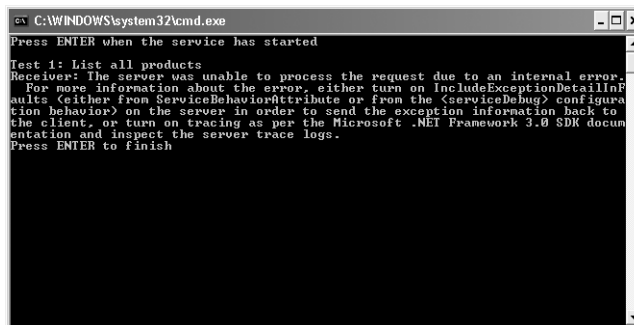 C:\WINDOWS\system32\cmd.exe
Press ENTER when the service has started
Test 1: List all products
Receiver: The server was unable to process the request due to an internal error.
For more information about the error, either turn on IncludeExceptionDetailInF
aults (either from ServiceBehaviorAttribute or from the <serviceDebug> configura
tion behavior) on the server in order to send the exception information back to
the client, or turn on tracing as per the Microsoft .NET Framework 3.0 SDK docum
entation and inspect the server trace logs.
Press ENTER to finish